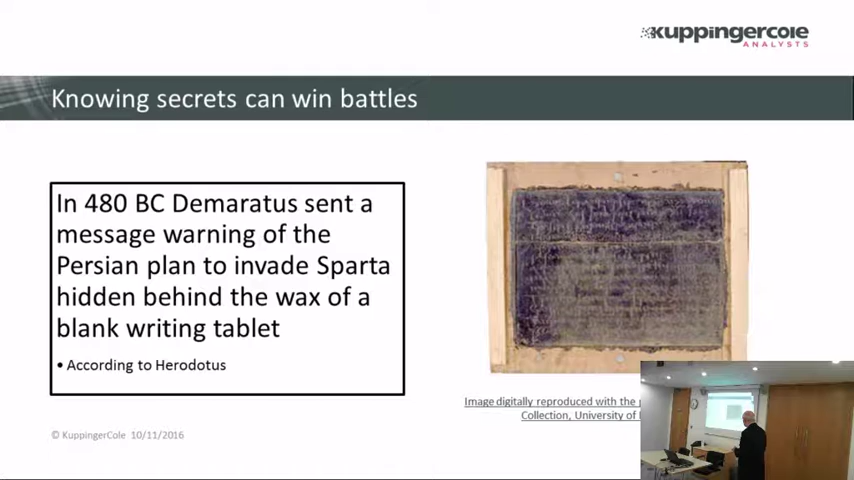 kuppingercole
ANALYSTS
Knowing secrets can win battles
In 480 BC Demaratus sent a
message warning of the
Persian plan to invade Sparta
hidden behind the wax of a
blank writing tablet
• According to Herodotus
Image digitally reproduced with the
Collection, University of
© KuppingerCole 10/11/2016